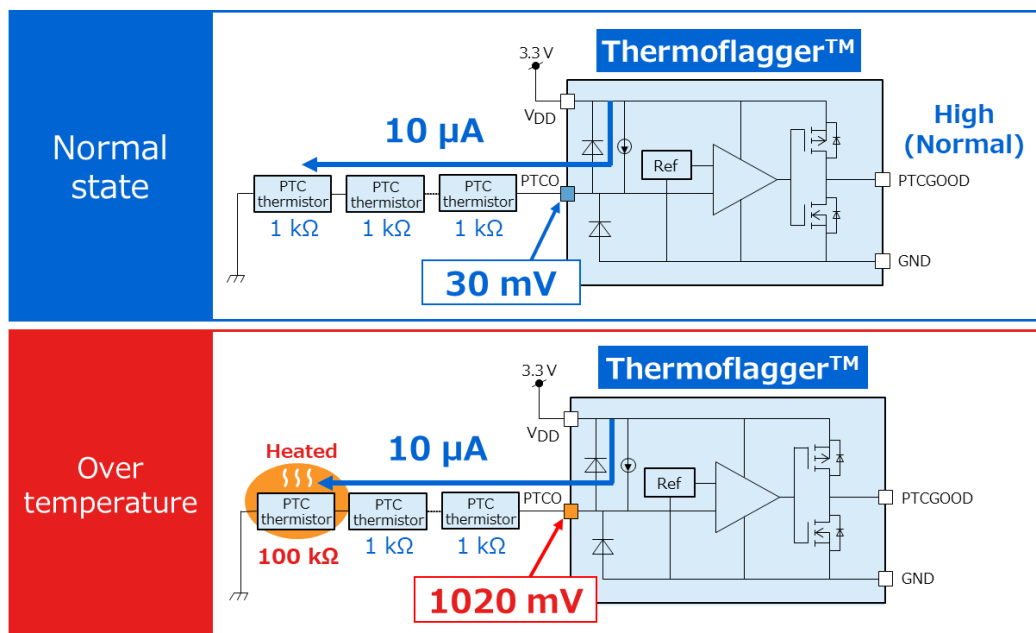 Normal
state
Thermoflagger™
3.3 V
VDD
10 μA
High
(Normal)
Ref
PTC
thermistor
PTC
thermistor
PTC
thermistor
PTCO
PTCGOOD
1 kΩ
1 kΩ
1 kΩ
30 mV
GND
Over
temperature
Thermoflagger™
3.3 V
VDD
Heated
10 μA
Ref
PTC
thermistor
PTC
thermistor
PTC
thermistor
PTCO
PTCGOOD
100 kΩ
1 kΩ
1 kΩ
1020 mV
GND